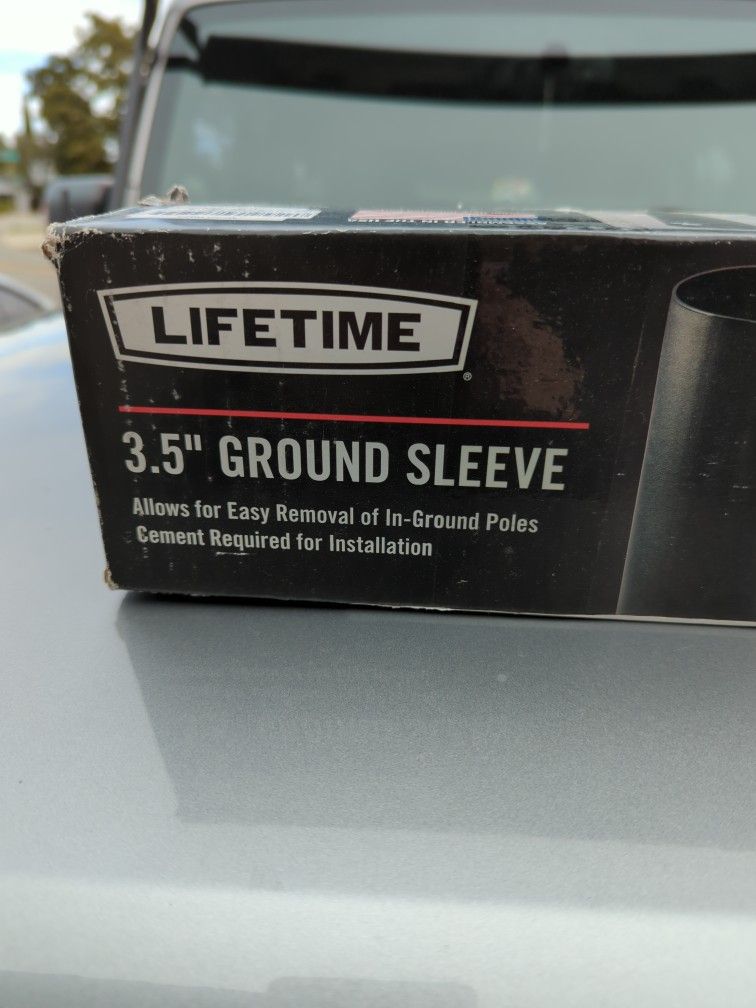 LIFETIME
®
3.5" GROUND SLEEVE
Allows for Easy Removal of In-Ground Poles
Cement Required for Installation